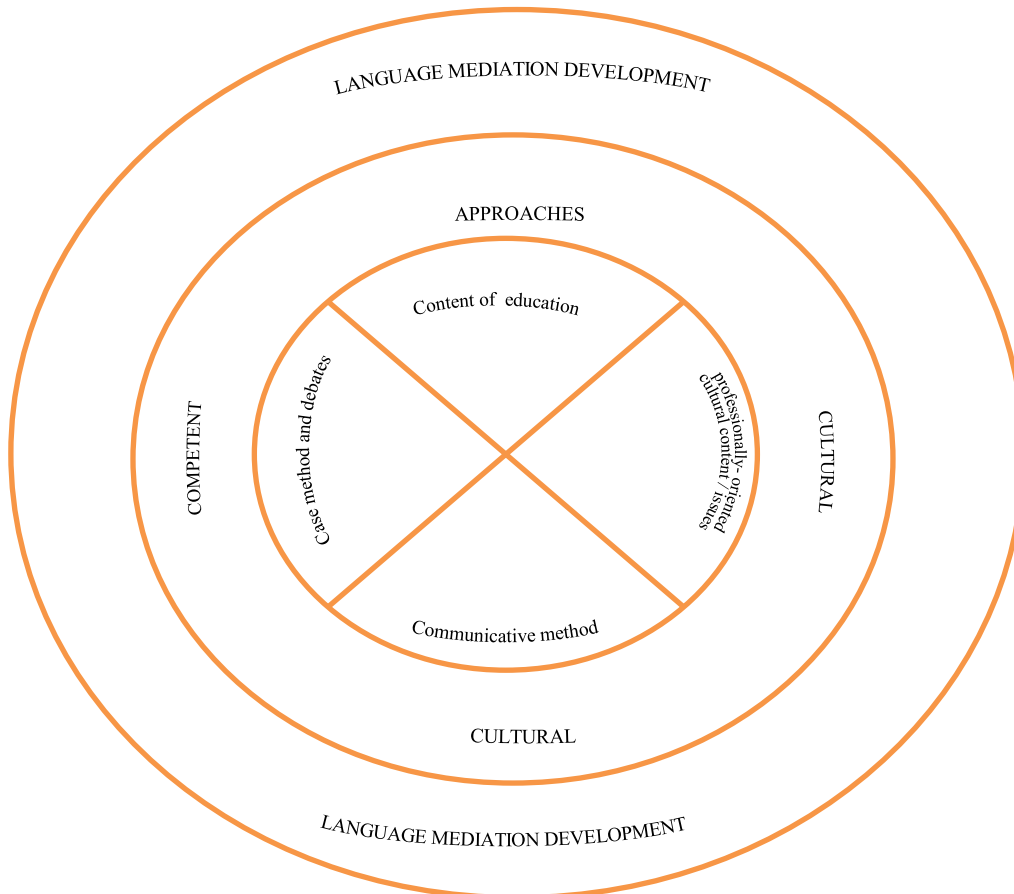 LANGUAGE MEDIATION DEVELOPMENT
APPROACHES
Content of education
Case method and debates
professionally- oriented
cultural content / issues
COMPETENT
CULTURAL
Communicative method
CULTURAL
LANGUAGE MEDIATION DEVELOPMENT